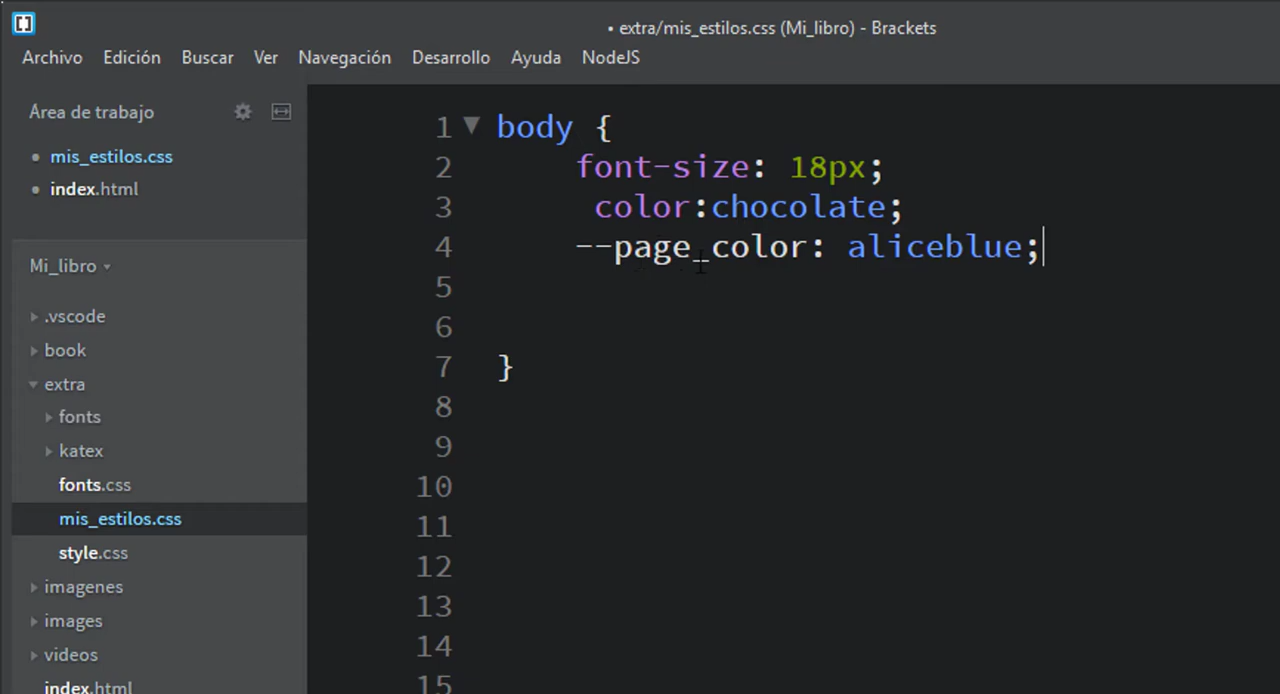 • extra/mis_estilos.css (Mi_libro) - Brackets
Archivo Edición Buscar Ver Navegación Desarrollo Ayuda NodeJS
Área de trabajo
mis_estilos.css
index.html
Mi_libro
.vscode
book
extra
fonts
katex
fonts.css
mis_estilos.css
style.css
imagenes
images
videos
index.html
1 body {
2 font-size: 18px;
3 color:chocolate;
4 --page_color: aliceblue;
5
6
7 }
8
9
10
11
12
13
14
15